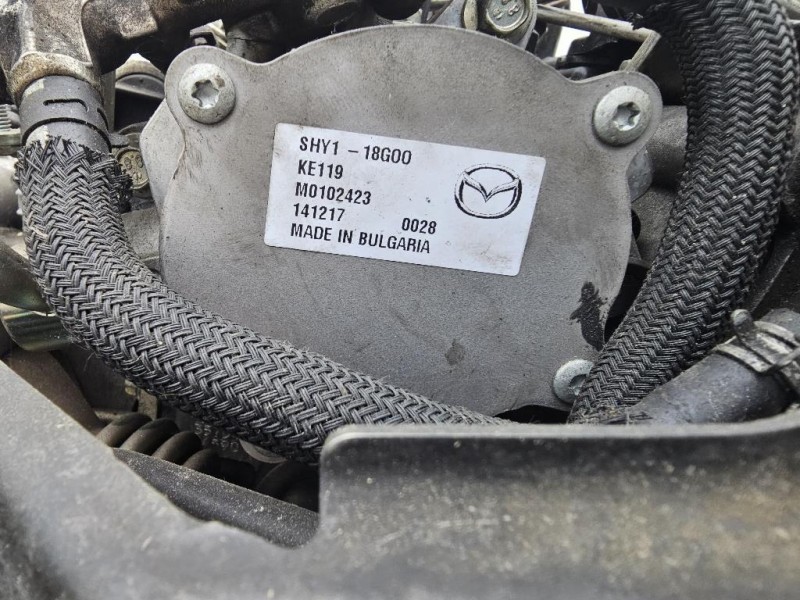 SHY1 -18G00
KE119
M0102423
141217 0028
MADE IN BULGARIA